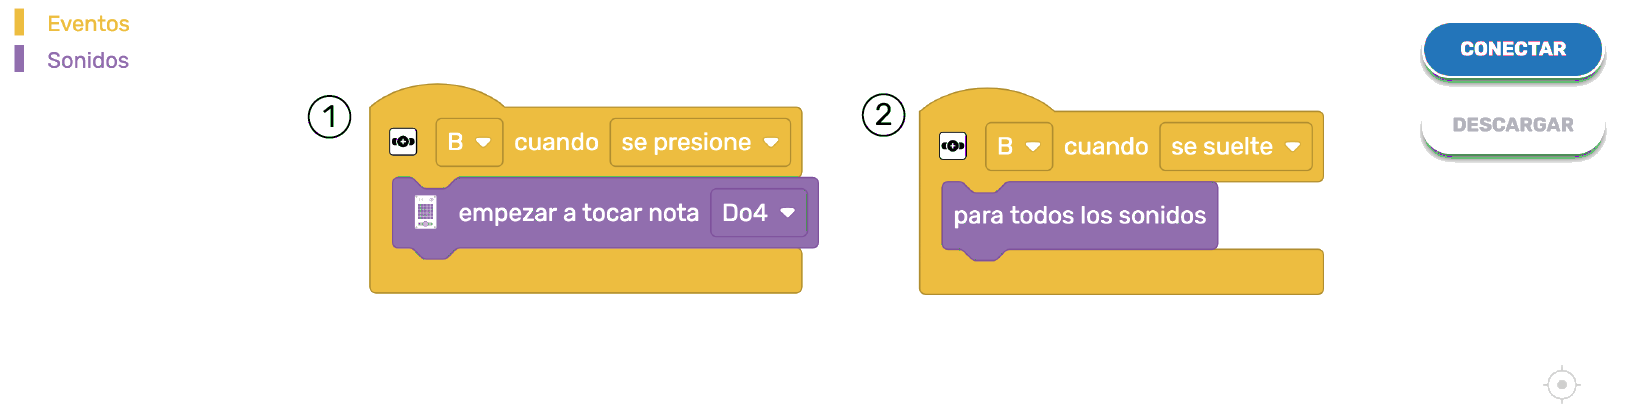 Eventos
Sonidos
CONECTAR
DESCARGAR
1
B cuando se presione
empezar a tocar nota Do4
2
B cuando se suelte
para todos los sonidos